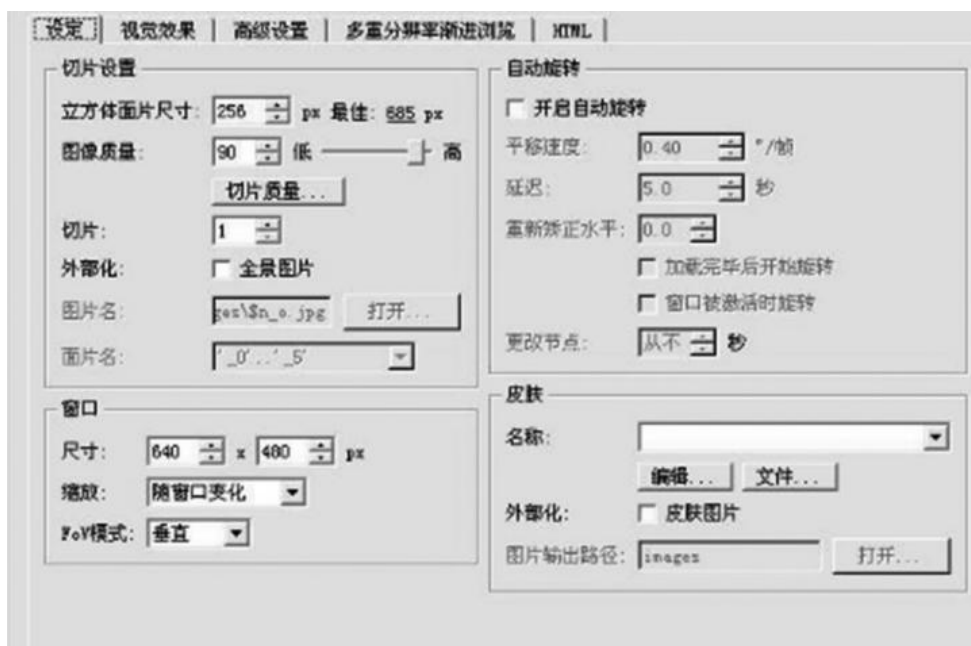 设定 | 视觉效果 | 高级设置 | 多重分辨率渐进浏览 | HTML |
切片设置
立方体面片尺寸: 256 px 最佳: 685 px
图像质量: 90 低 高
切片质量...
切片: 1
外部化: 全景图片
图片名: ges\$n_o.jpg 打开...
面片名: '_0'..'_5'
窗口
尺寸: 640 x 480 px
缩放: 随窗口变化
FoV模式: 垂直
自动旋转
开启自动旋转
平移速度: 0.40 °/帧
延迟: 5.0 秒
重新矫正水平: 0.0
加载完毕后开始旋转
窗口被激活时旋转
更改节点: 从不 秒
皮肤
名称:
编辑... 文件...
外部化: 皮肤图片
图片输出路径: images 打开...